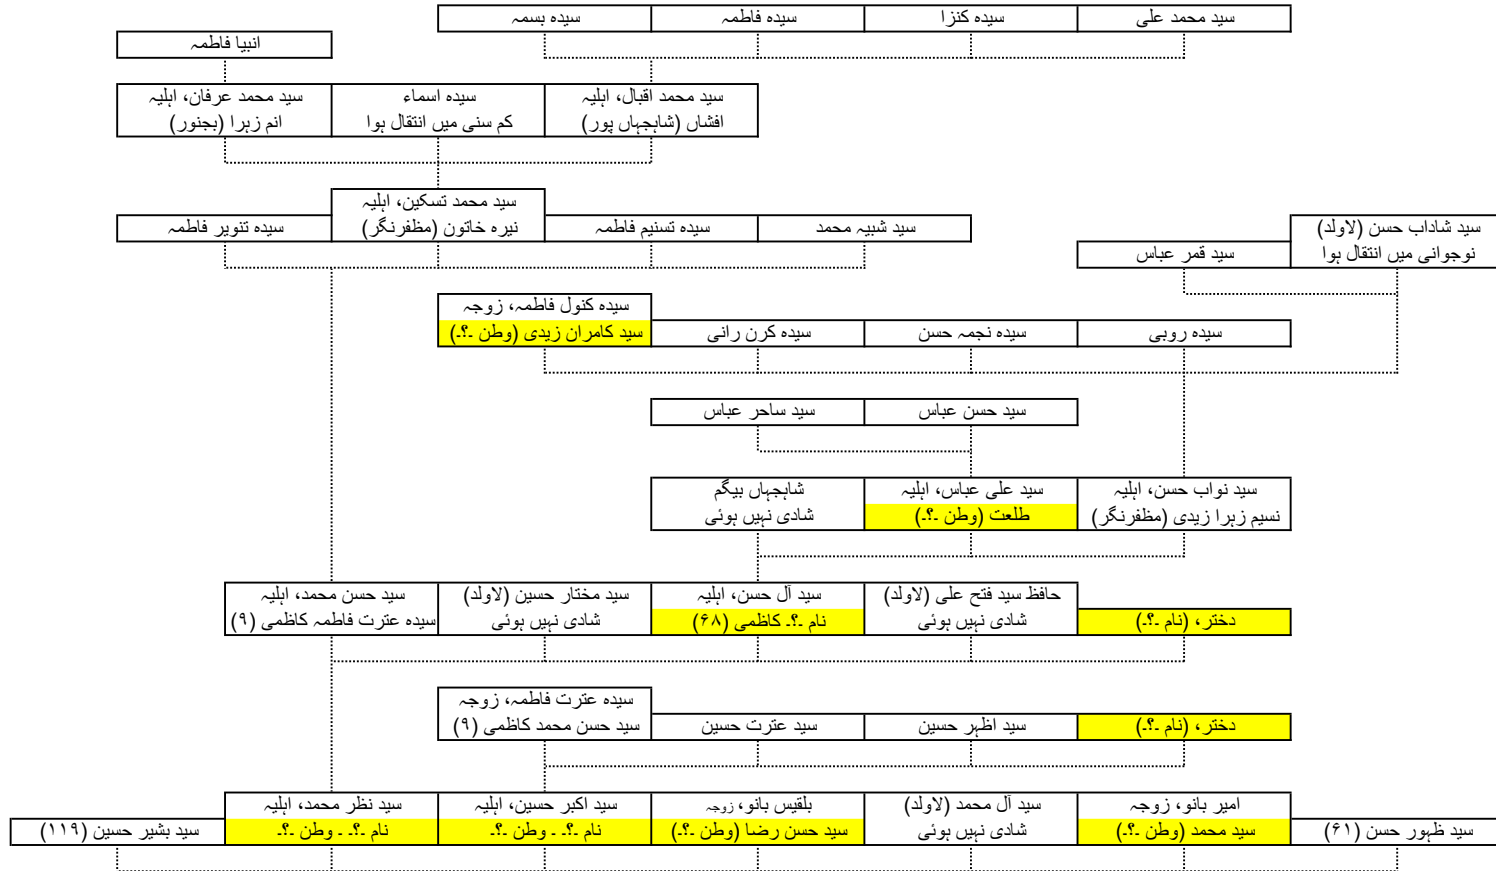 سید محمد علی
سیدہ کنزا
سیدہ فاطمہ
سیدہ بسمہ
انبیا فاطمہ
سید محمد اقبال، اہلیہ
افشاں (شاہجہاں پور)
سیدہ اسماء
کم سنی میں انتقال ہوا
سید محمد عرفان، اہلیہ
انم زہرا (بجنور)
سید شاداب حسن (لاولد)
نوجوانی میں انتقال ہوا
سید قمر عباس
سید شبیہ محمد
سیدہ تسنیم فاطمہ
سید محمد تسکین، اہلیہ
نیرہ خاتون (مظفرنگر)
سیدہ تنویر فاطمہ
سیدہ روبی
سیدہ نجمہ حسن
سیدہ کرن رانی
سیدہ کنول فاطمہ، زوجہ
سید کامران زیدی (وطن ۔؟۔)
سید حسن عباس
سید ساحر عباس
سید نواب حسن، اہلیہ
نسیم زہرا زیدی (مظفرنگر)
سید علی عباس، اہلیہ
طلعت (وطن ۔؟۔)
شاہجہاں بیگم
شادی نہیں ہوئی
دختر، (نام ۔؟۔)
حافظ سید فتح علی (لاولد)
شادی نہیں ہوئی
سید آل حسن، اہلیہ
نام ۔؟۔ کاظمی (۶۸)
سید مختار حسین (لاولد)
شادی نہیں ہوئی
سید حسن محمد، اہلیہ
سیدہ عترت فاطمہ کاظمی (۹)
دختر، (نام ۔؟۔)
سید اظہر حسین
سید عترت حسین
سیدہ عترت فاطمہ، زوجہ
سید حسن محمد کاظمی (۹)
سید ظہور حسن (۶۱)
امیر بانو، زوجہ
سید محمد (وطن ۔؟۔)
سید آل محمد (لاولد)
شادی نہیں ہوئی
بلقیس بانو، زوجہ
سید حسن رضا (وطن ۔؟۔)
سید اکبر حسین، اہلیہ
نام ۔؟۔ ۔ وطن ۔؟۔
سید نظر محمد، اہلیہ
نام ۔؟۔ ۔ وطن ۔؟۔
سید بشیر حسین (۱۱۹)